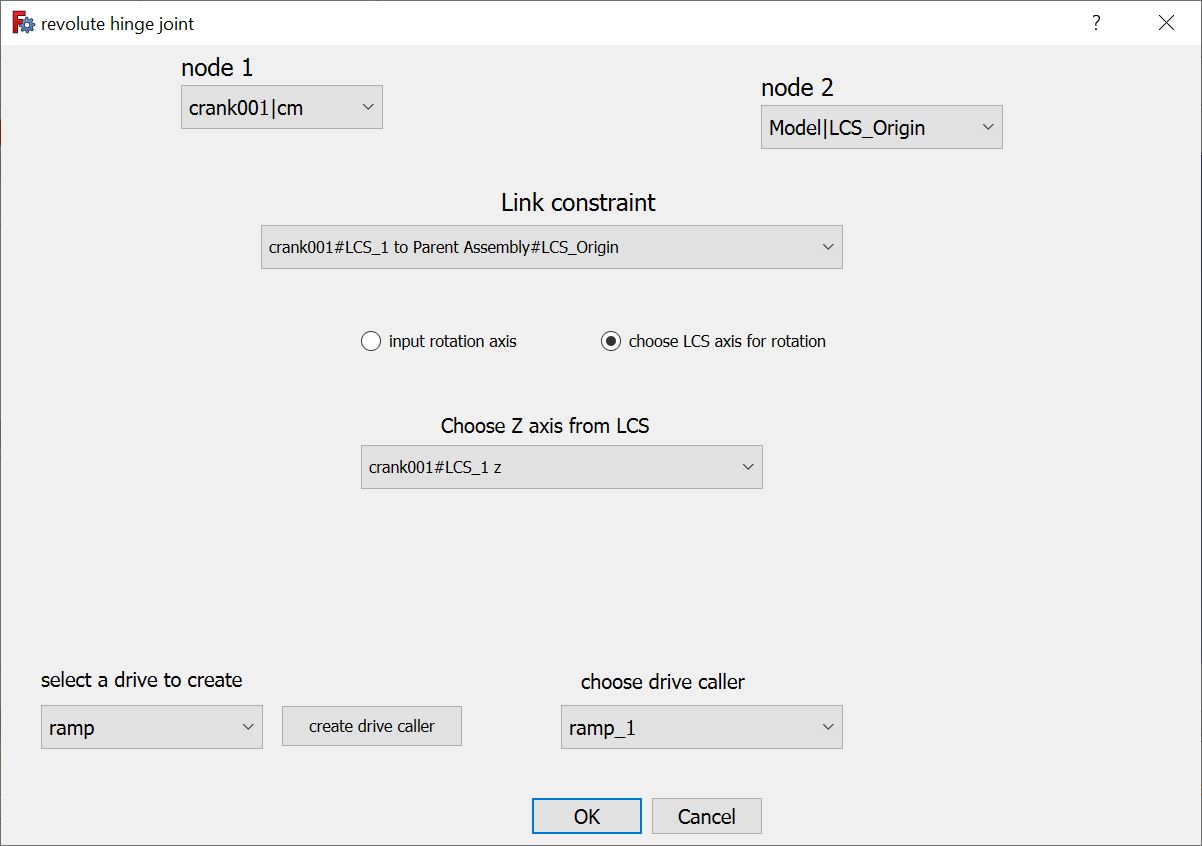 revolute hinge joint
?
node 1
crank001|cm
node 2
Model|LCS_Origin
Link constraint
crank001#LCS_1 to Parent Assembly#LCS_Origin
input rotation axis
choose LCS axis for rotation
Choose Z axis from LCS
crank001#LCS_1 z
select a drive to create
choose drive caller
ramp
create drive caller
ramp_1
OK
Cancel